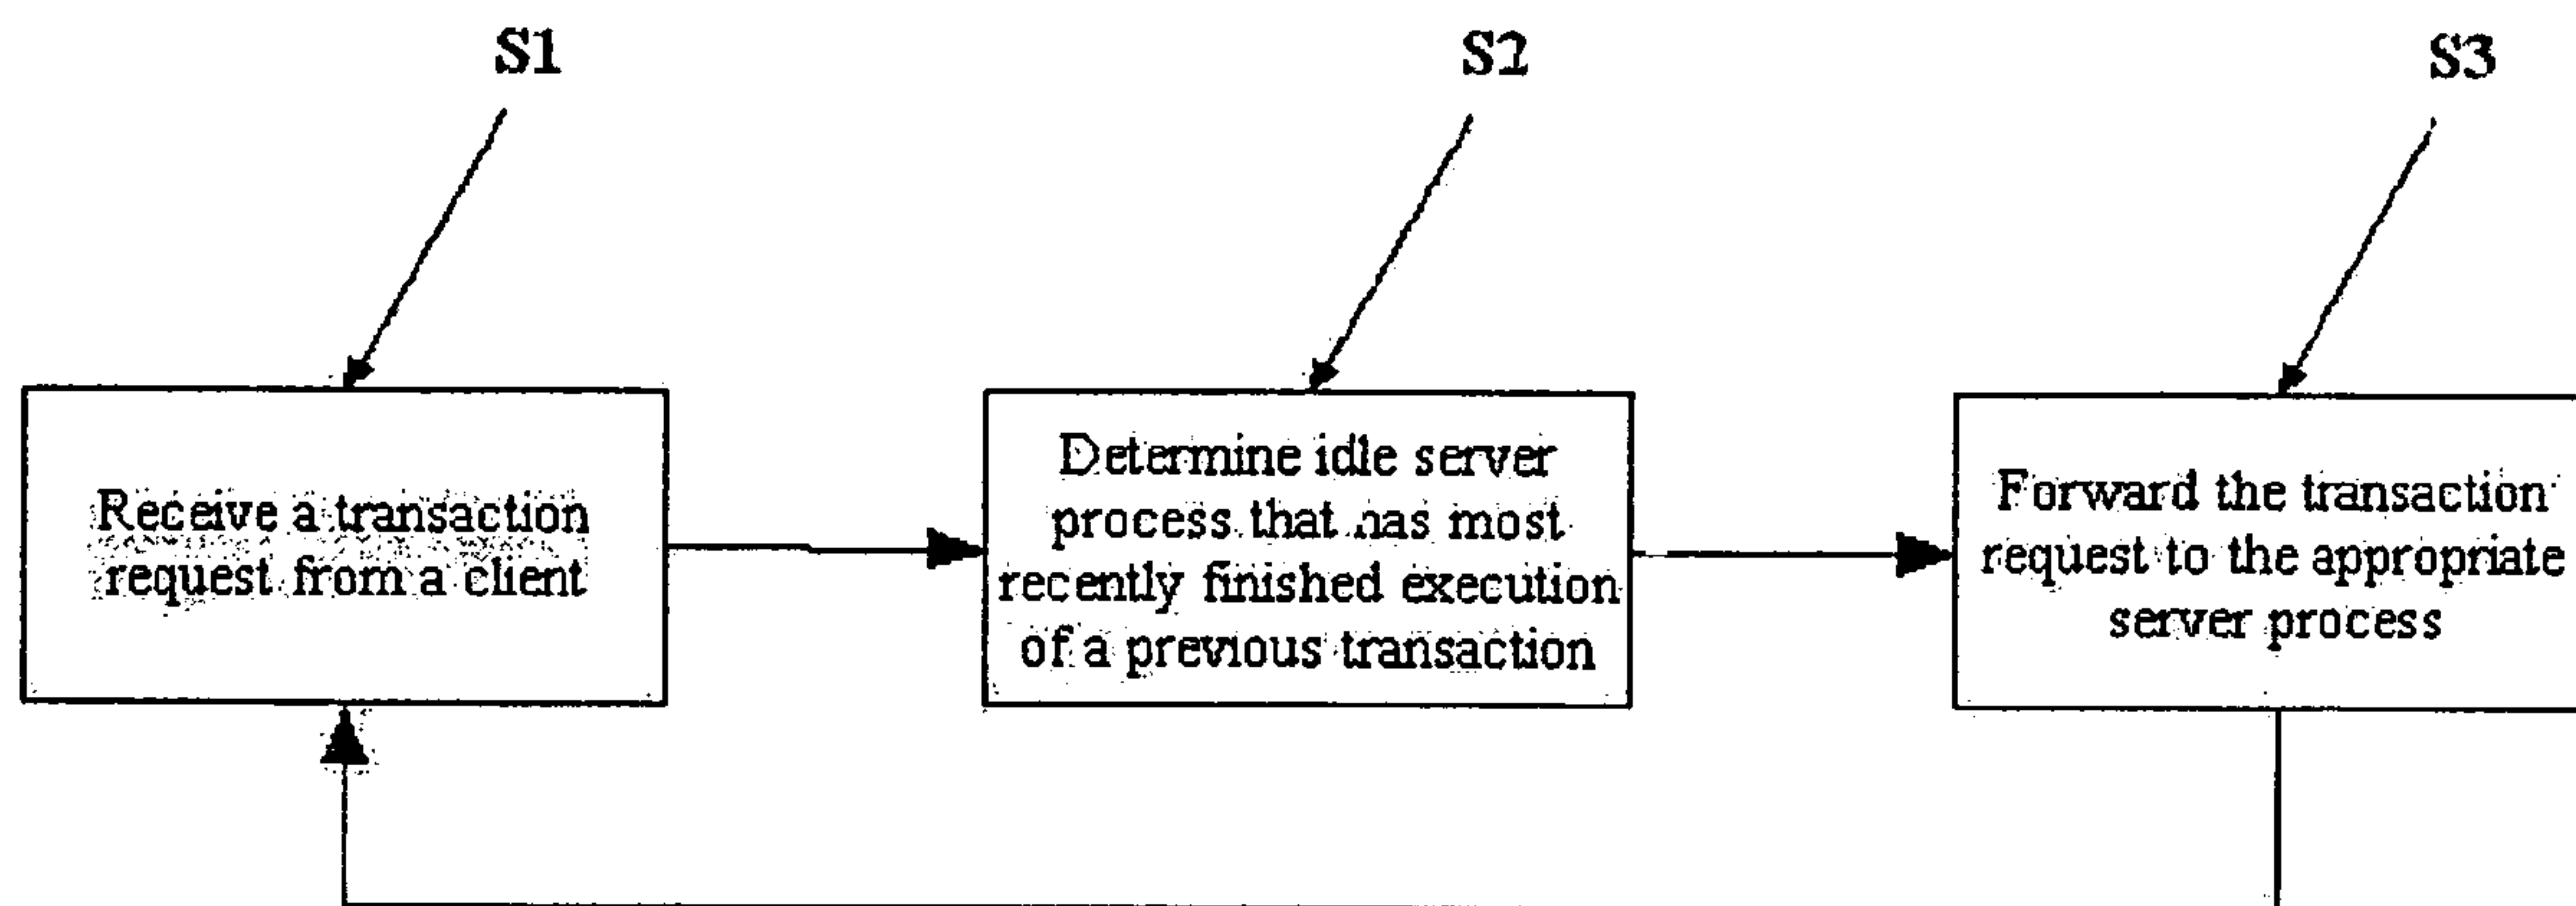 S1
S2
S3
Receive a transaction
request from a client
Determine idle server
process that has most
recently finished execution
of a previous transaction
Forward the transaction
request to the appropriate
server process